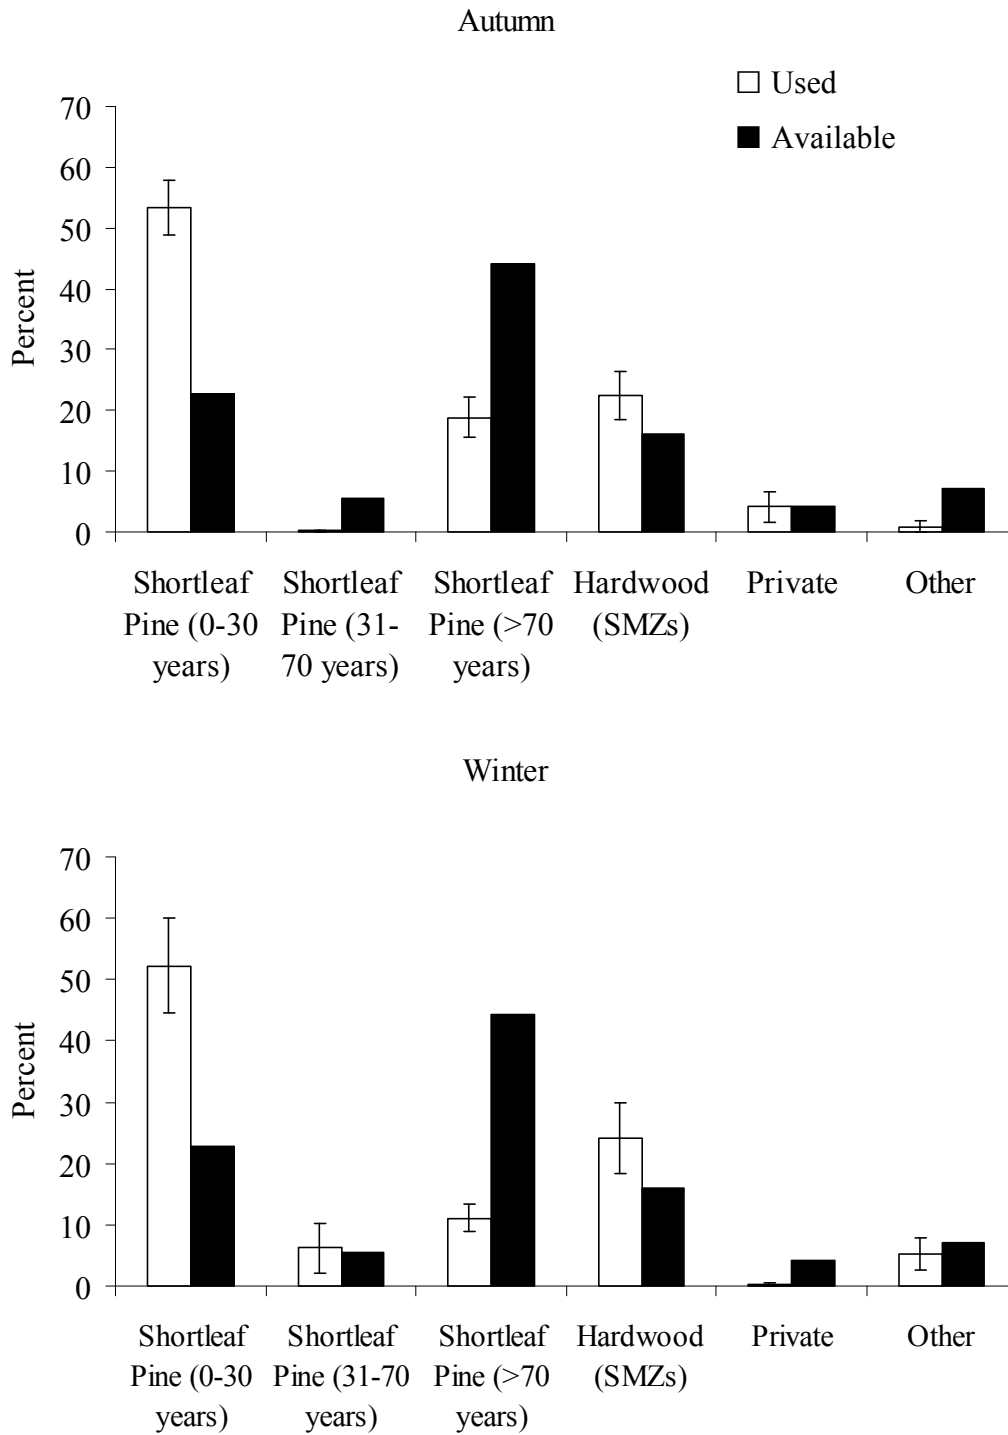 Autumn
Used
Available
70
60
50
40
30
20
10
0
Percent
Shortleaf
Pine (0-30
years)
Shortleaf
Pine (31-
70 years)
Shortleaf
Pine (>70
years)
Hardwood
(SMZs)
Private
Other
Winter
70
60
50
40
30
20
10
0
Percent
Shortleaf
Pine (0-30
years)
Shortleaf
Pine (31-70
years)
Shortleaf
Pine (>70
years)
Hardwood
(SMZs)
Private
Other